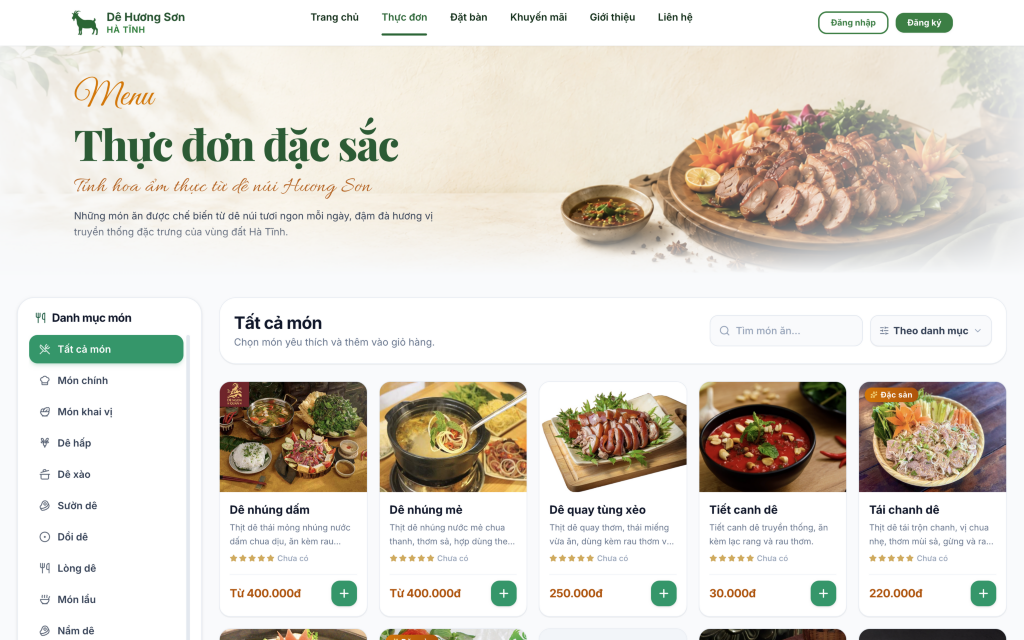 Dê Hương Sơn
HÀ TĨNH
Trang chủ
Thực đơn
Đặt bàn
Khuyến mãi
Giới thiệu
Liên hệ
Đăng nhập
Đăng ký
Menu
Thực đơn đặc sắc
Tinh hoa ẩm thực từ dê núi Hương Sơn
Những món ăn được chế biến từ dê núi tươi ngon mỗi ngày, đậm đà hương vị
truyền thống đặc trưng của vùng đất Hà Tĩnh.
Danh mục món
Tất cả món
Món chính
Món khai vị
Dê hấp
Dê xào
Sườn dê
Dồi dê
Lòng dê
Món lẩu
Nầm dê
Tất cả món
Chọn món yêu thích và thêm vào giỏ hàng.
Tìm món ăn...
Theo danh mục
Dê nhúng dấm
Thịt dê thái mỏng nhúng nước
dấm chua dịu, ăn kèm rau...
Chưa có
Từ 400.000đ
Dê nhúng mẻ
Thịt dê nhúng nước mẻ chua
thanh, thơm sả, hợp dùng the...
Chưa có
Từ 400.000đ
Dê quay tùng xẻo
Thịt dê quay thơm, thái miếng
vừa ăn, dùng kèm rau thơm v...
Chưa có
250.000đ
Tiết canh dê
Tiết canh dê truyền thống, ăn
kèm lạc rang và rau thơm.
Chưa có
30.000đ
Đặc sản
Tái chanh dê
Thịt dê tái trộn chanh, vị chua
nhẹ, thơm mùi sả, gừng và ra...
Chưa có
220.000đ